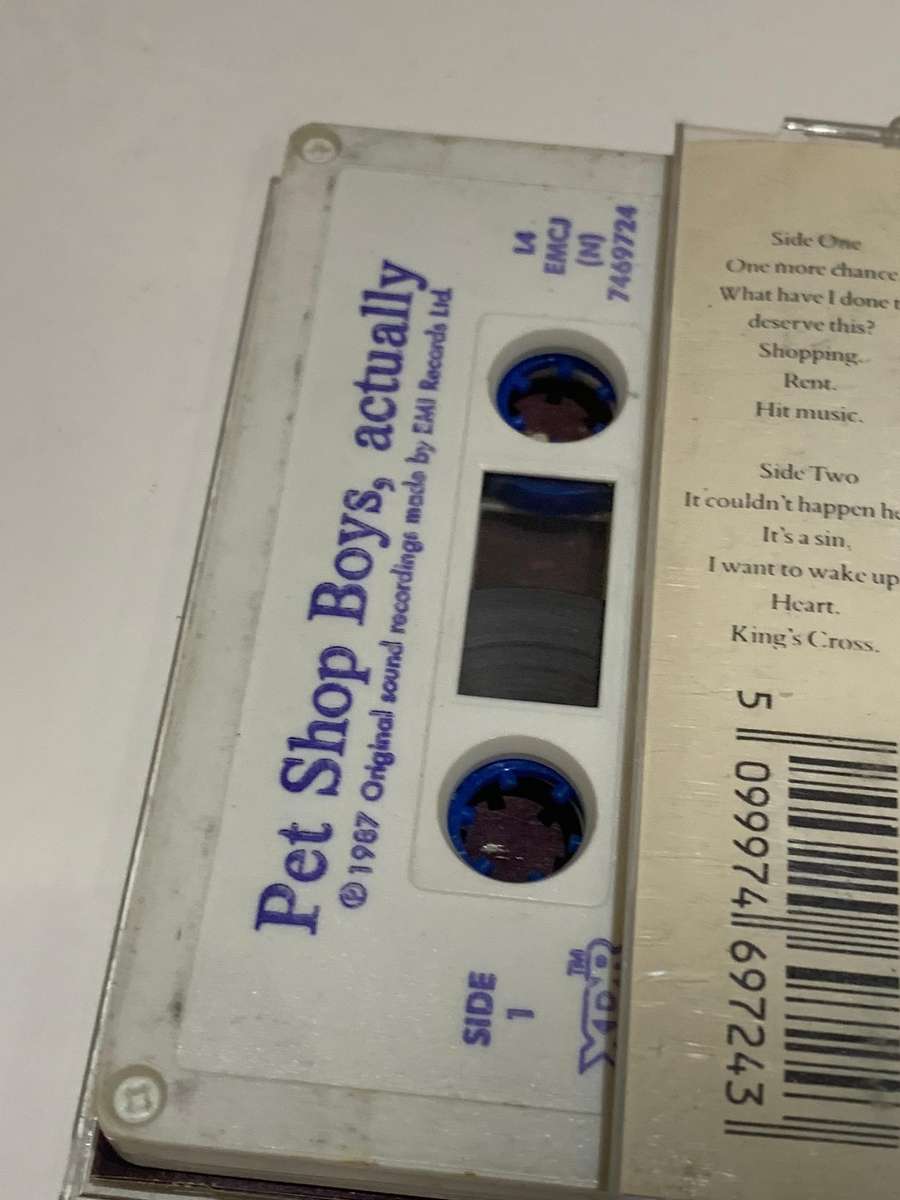 Pet Shop Boys, actually
℗ 1987 Original sound recordings made by EMI Records Ltd.
L4
EMCJ
(N)
7469724
SIDE
1
XDR
TM
Side One
One more chance
What have I done t
deserve this?
Shopping.
Rent.
Hit music.
Side Two
It couldn't happen he
It's a sin.
I want to wake up
Heart.
King's Cross.
5 099974 697243